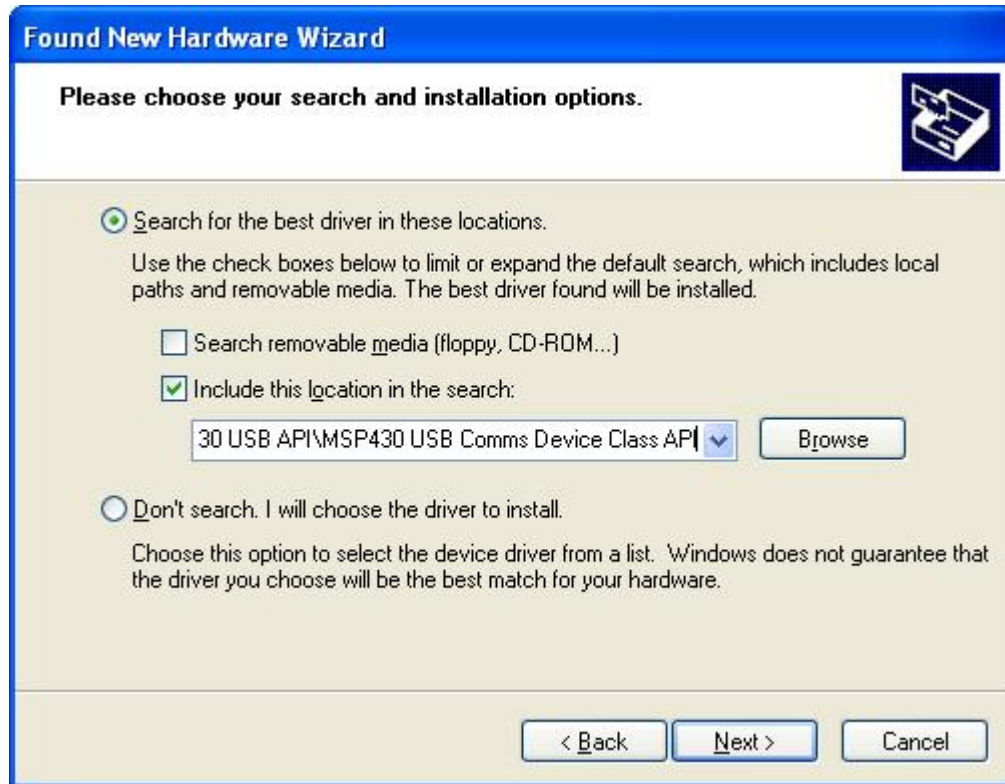 Found New Hardware Wizard
Please choose your search and installation options.
Search for the best driver in these locations.
Use the check boxes below to limit or expand the default search, which includes local
paths and removable media. The best driver found will be installed.
Search removable media (floppy, CD-ROM...)
Include this location in the search:
30 USB API\MSP430 USB Comms Device Class API
Browse
Don't search. I will choose the driver to install.
Choose this option to select the device driver from a list. Windows does not guarantee that
the driver you choose will be the best match for your hardware.
< Back
Next >
Cancel